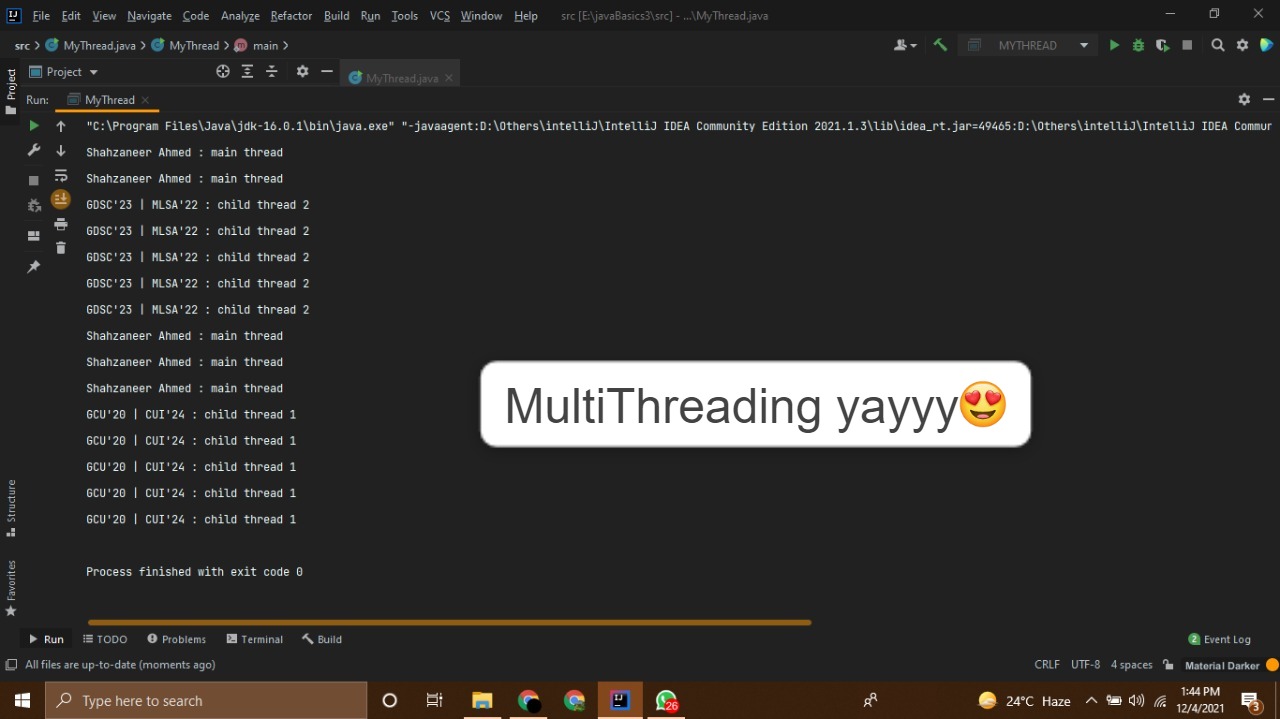 File Edit View Navigate Code Analyze Refactor Build Run Tools VCS Window Help src [E:\javaBasics3\src] - ...\MyThread.java
src MyThread.java MyThread main MYTHREAD
Project MyThread.java
Project
Run: MyThread
"C:\Program Files\Java\jdk-16.0.1\bin\java.exe" "-javaagent:D:\Others\intelliJ\IntelliJ IDEA Community Edition 2021.1.3\lib\idea_rt.jar=49465:D:\Others\intelliJ\IntelliJ IDEA Commun
Shahzaneer Ahmed : main thread
Shahzaneer Ahmed : main thread
GDSC'23 | MLSA'22 : child thread 2
GDSC'23 | MLSA'22 : child thread 2
GDSC'23 | MLSA'22 : child thread 2
GDSC'23 | MLSA'22 : child thread 2
GDSC'23 | MLSA'22 : child thread 2
Shahzaneer Ahmed : main thread
Shahzaneer Ahmed : main thread
Shahzaneer Ahmed : main thread
GCU'20 | CUI'24 : child thread 1
GCU'20 | CUI'24 : child thread 1
GCU'20 | CUI'24 : child thread 1
GCU'20 | CUI'24 : child thread 1
GCU'20 | CUI'24 : child thread 1
MultiThreading yayyy😍
Process finished with exit code 0
Structure
Favorites
Run TODO Problems Terminal Build 2 Event Log
All files are up-to-date (moments ago) CRLF UTF-8 4 spaces Material Darker
Type here to search 26 24°C Haze 1:44 PM
12/4/2021 3